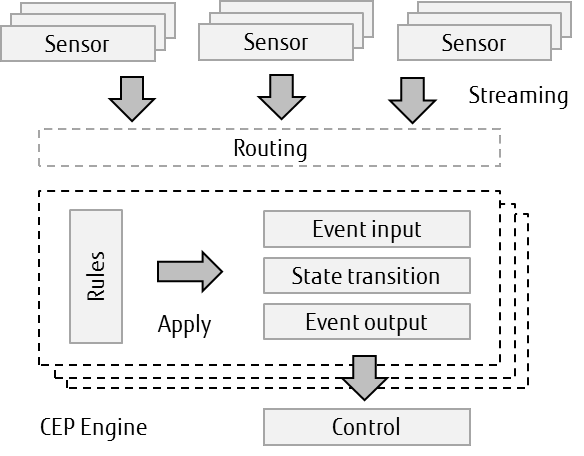 Sensor
Sensor
Sensor
Streaming
Routing
Rules
Apply
Event input
State transition
Event output
CEP Engine
Control